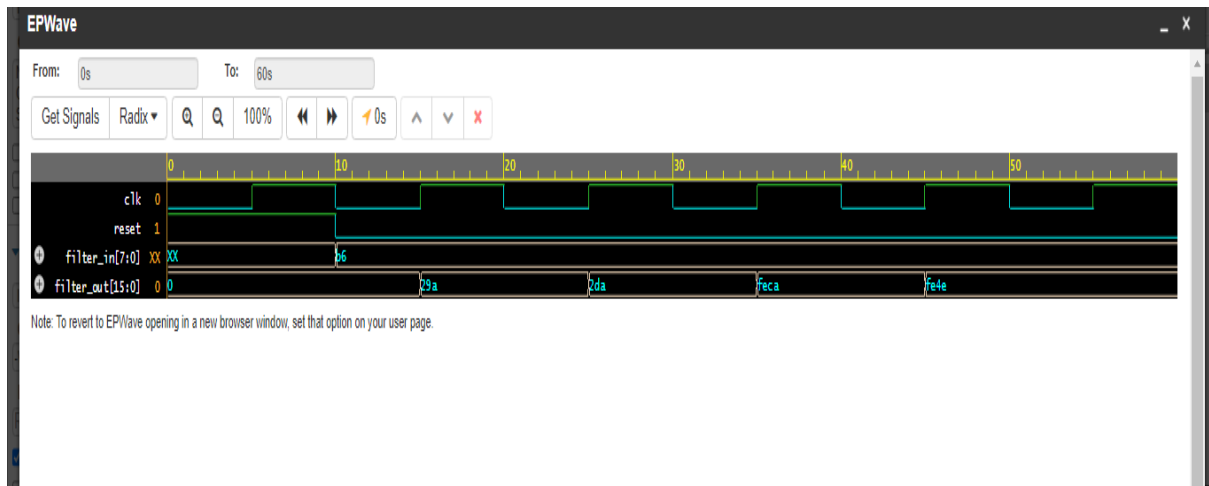 EPWave _ x
From: 0s To: 60s
Get Signals Radix 100% 0s x
0 10 20 30 40 50
clk 0
reset 1
filter_in[7:0] XX XX b6
filter_out[15:0] 0 0 29a 2da feca fe4e
Note: To revert to EPWave opening in a new browser window, set that option on your user page.